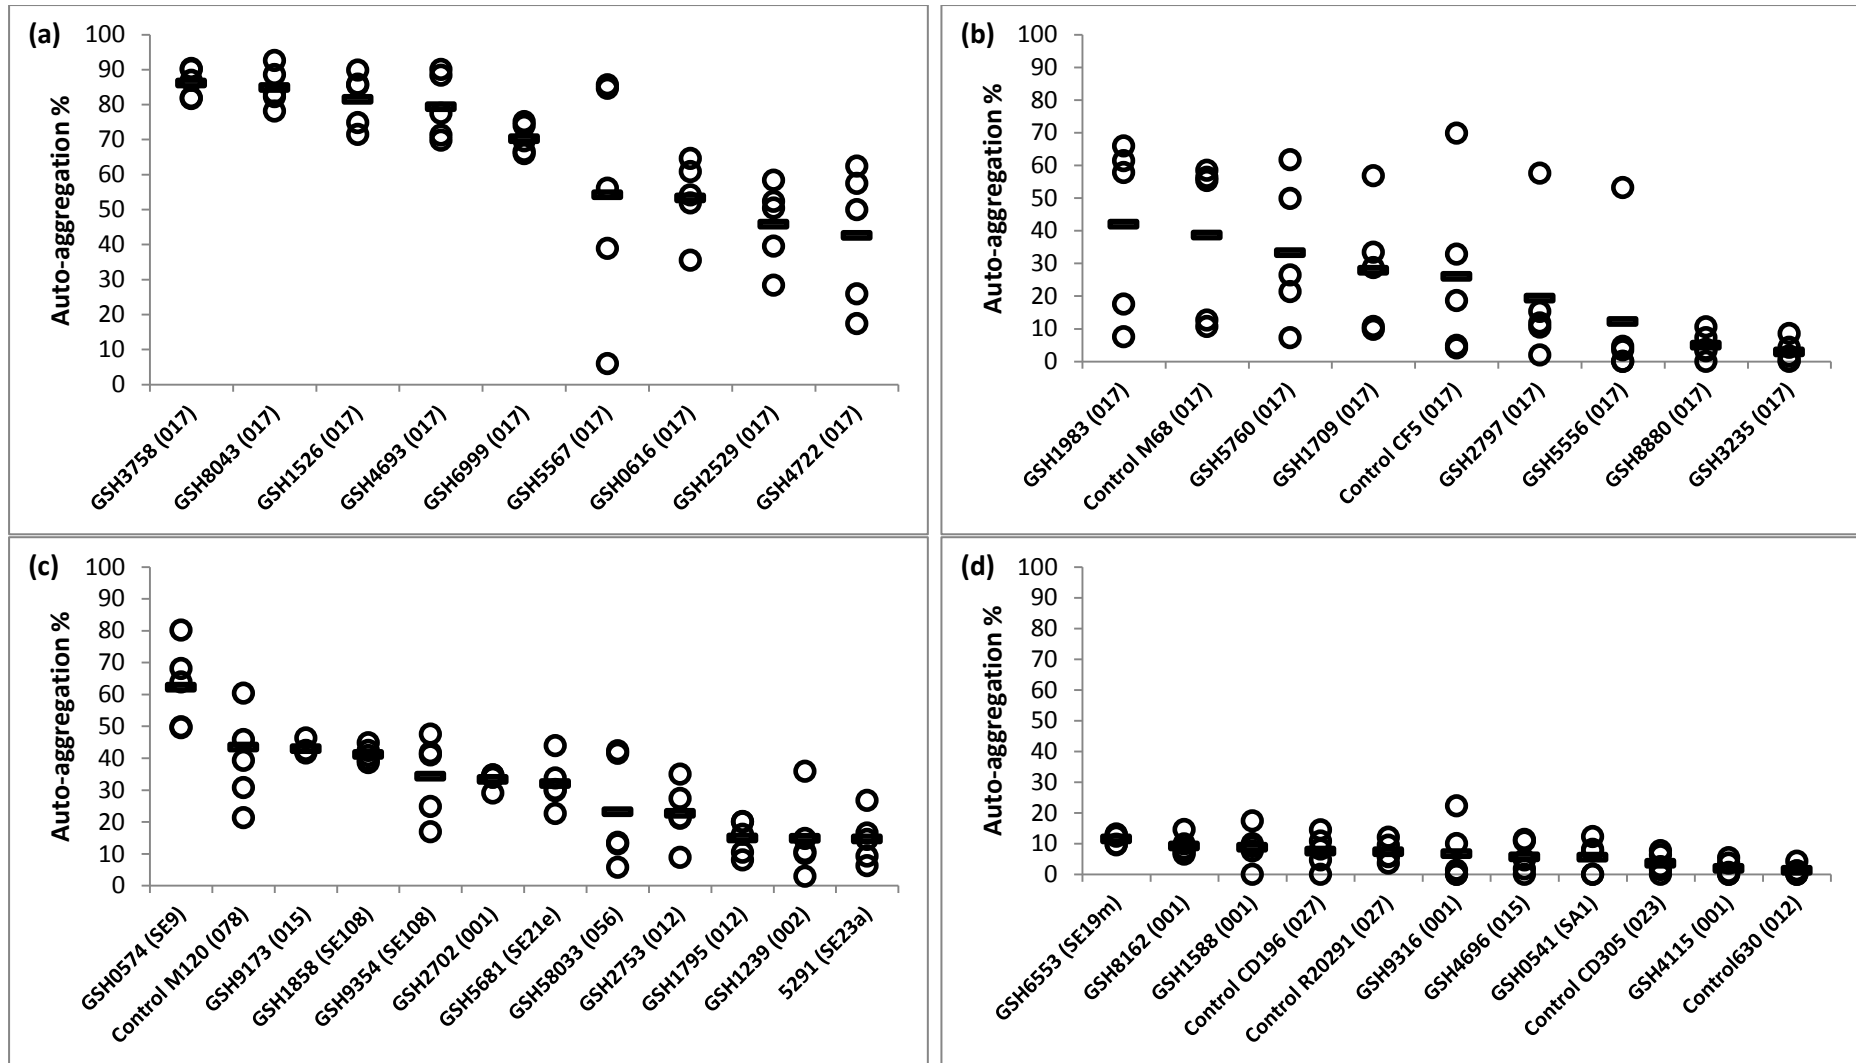 (a)
Auto-aggregation %
100
90
80
70
60
50
40
30
20
10
0
GSH3758 (017)
GSH8043 (017)
GSH1526 (017)
GSH4693 (017)
GSH6999 (017)
GSH5567 (017)
GSH0616 (017)
GSH2529 (017)
GSH4722 (017)
(b)
Auto-aggregation %
100
90
80
70
60
50
40
30
20
10
0
GSH1983 (017)
Control M68 (017)
GSH5760 (017)
GSH1709 (017)
Control CF5 (017)
GSH2797 (017)
GSH5556 (017)
GSH8880 (017)
GSH3235 (017)
(c)
Auto-aggregation %
100
90
80
70
60
50
40
30
20
10
0
GSH0574 (SE9)
Control M120 (078)
GSH9173 (015)
GSH1858 (SE108)
GSH9354 (SE108)
GSH2702 (001)
GSH5681 (SE21e)
GSH58033 (056)
GSH2753 (012)
GSH1795 (012)
GSH1239 (002)
5291 (SE23a)
(d)
Auto-aggregation %
100
90
80
70
60
50
40
30
20
10
0
GSH6553 (SE19m)
GSH8162 (001)
GSH1588 (001)
Control CD196 (027)
Control R20291 (027)
GSH9316 (001)
GSH4696 (015)
GSH0541 (SA1)
Control CD305 (023)
GSH4115 (001)
Control630 (012)